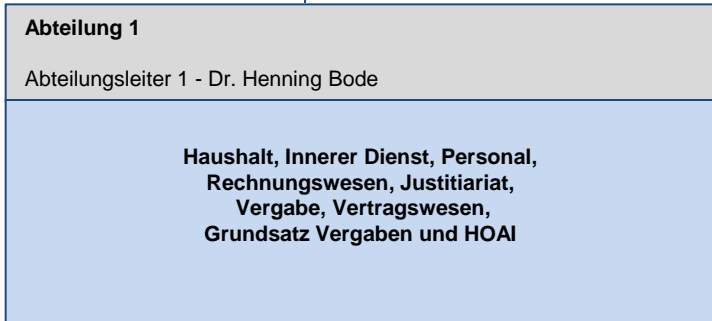 Abteilung 1
Abteilungsleiter 1 - Dr. Henning Bode
Haushalt, Innerer Dienst, Personal,
Rechnungswesen, Justitiariat,
Vergabe, Vertragswesen,
Grundsatz Vergaben und HOAI